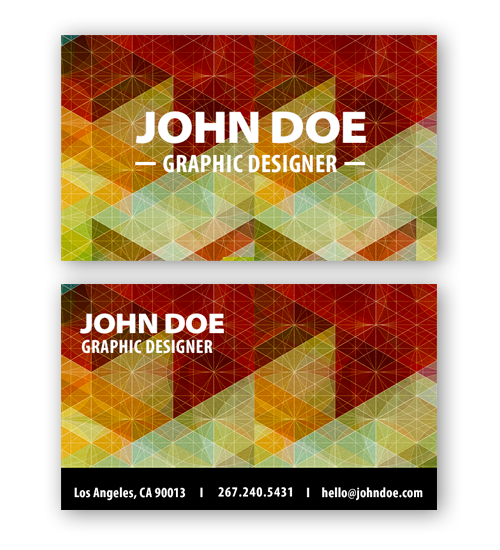 JOHN DOE
— GRAPHIC DESIGNER —
JOHN DOE
GRAPHIC DESIGNER
Los Angeles, CA 90013 | 267.240.5431 | hello@johndoe.com